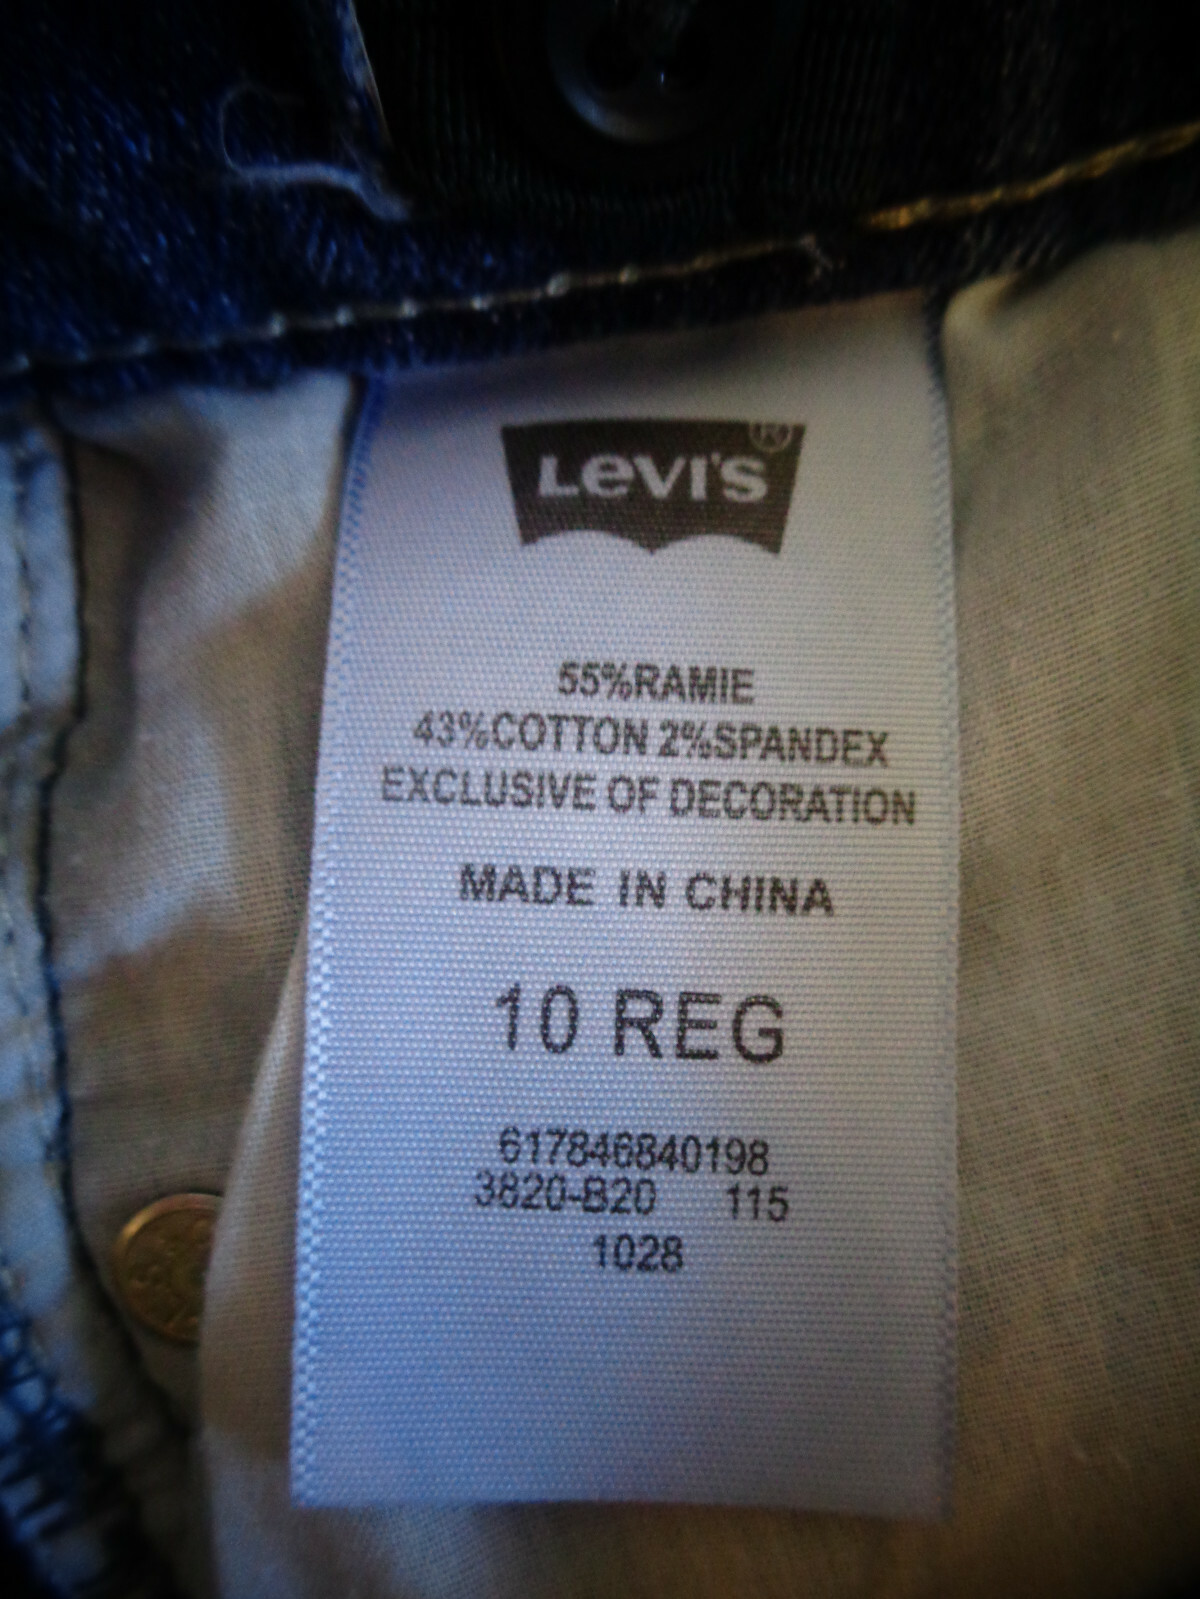 LEVI'S ®
55%RAMIE
43%COTTON 2%SPANDEX
EXCLUSIVE OF DECORATION
MADE IN CHINA
10 REG
617846840198
3820-B20 115
1028